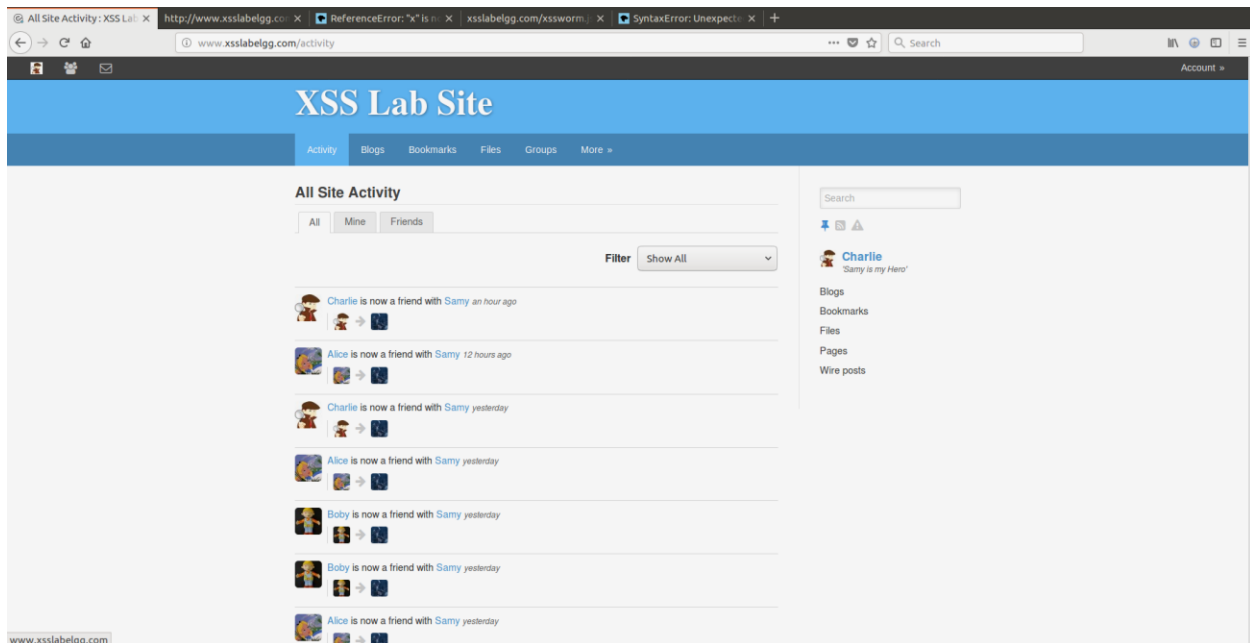 All Site Activity : XSS Lab
http://www.xsslabelgg.cor
ReferenceError: "x" is n
xsslabelgg.com/xssworm.j
SyntaxError: Unexpecte
www.xsslabelgg.com/activity
Search
Account »
XSS Lab Site
Activity Blogs Bookmarks Files Groups More »
All Site Activity
All Mine Friends
Filter Show All
Charlie is now a friend with Samy an hour ago
Alice is now a friend with Samy 12 hours ago
Charlie is now a friend with Samy yesterday
Alice is now a friend with Samy yesterday
Boby is now a friend with Samy yesterday
Boby is now a friend with Samy yesterday
Alice is now a friend with Samy yesterday
Search
Charlie
'Samy is my Hero'
Blogs
Bookmarks
Files
Pages
Wire posts
www.xsslabelgg.com